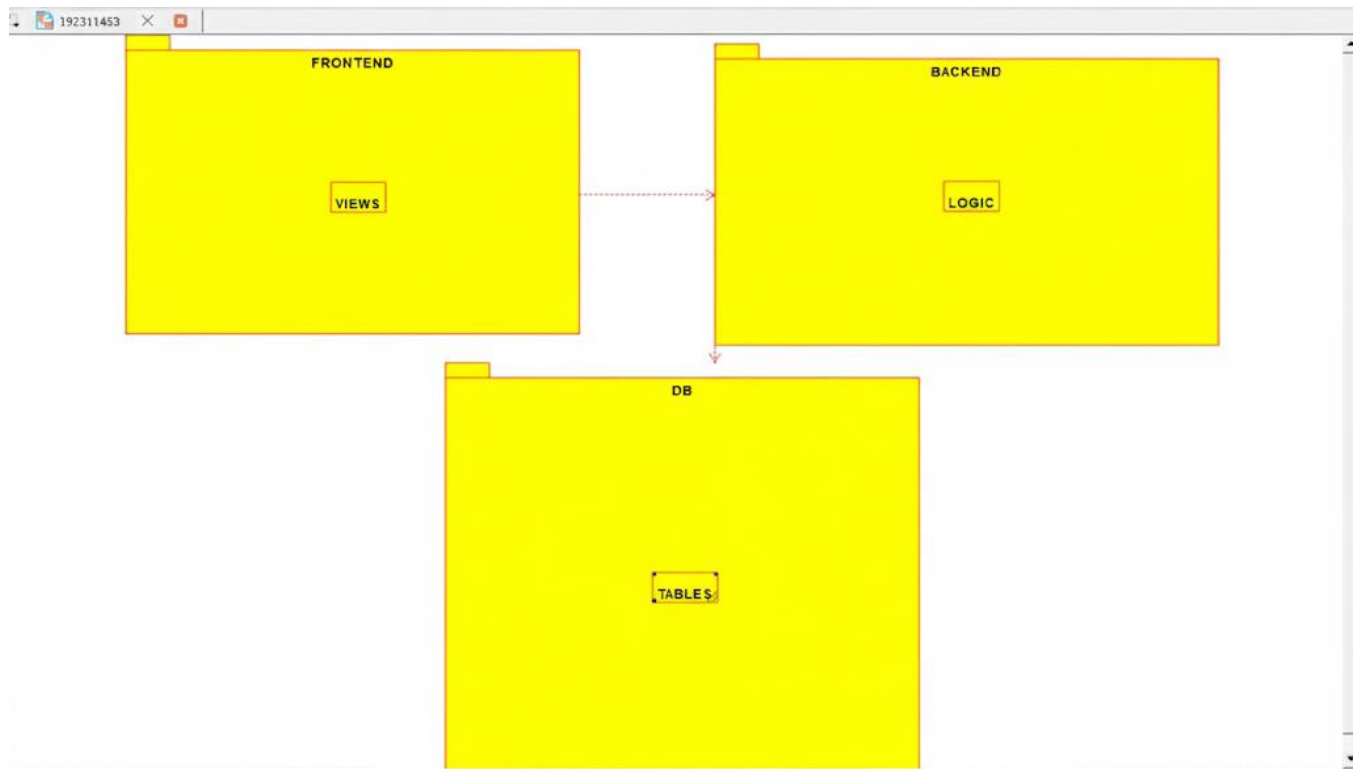 192311453
FRONTEND
BACKEND
VIEWS
LOGIC
DB
TABLES